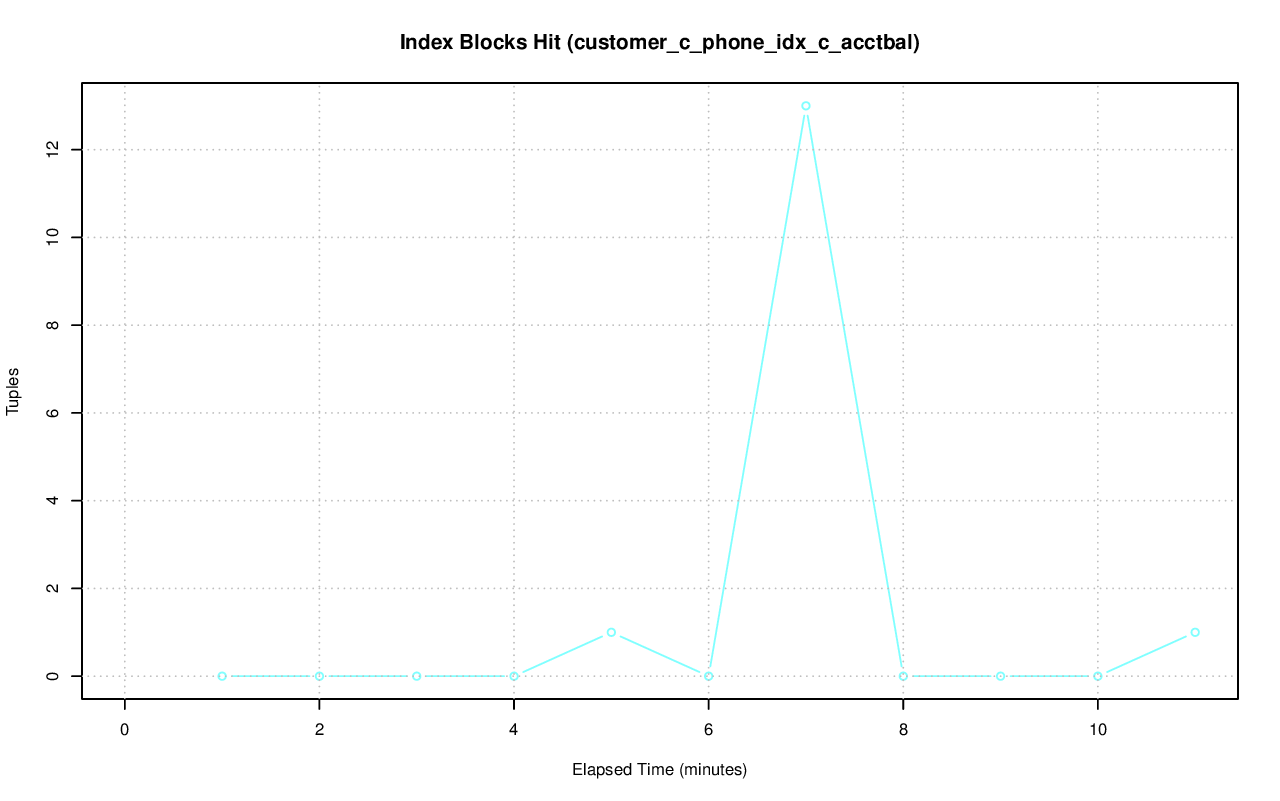 Index Blocks Hit (customer_c_phone_idx_c_acctbal)
Tuples
12
10
8
6
4
2
0
0 2 4 6 8 10
Elapsed Time (minutes)